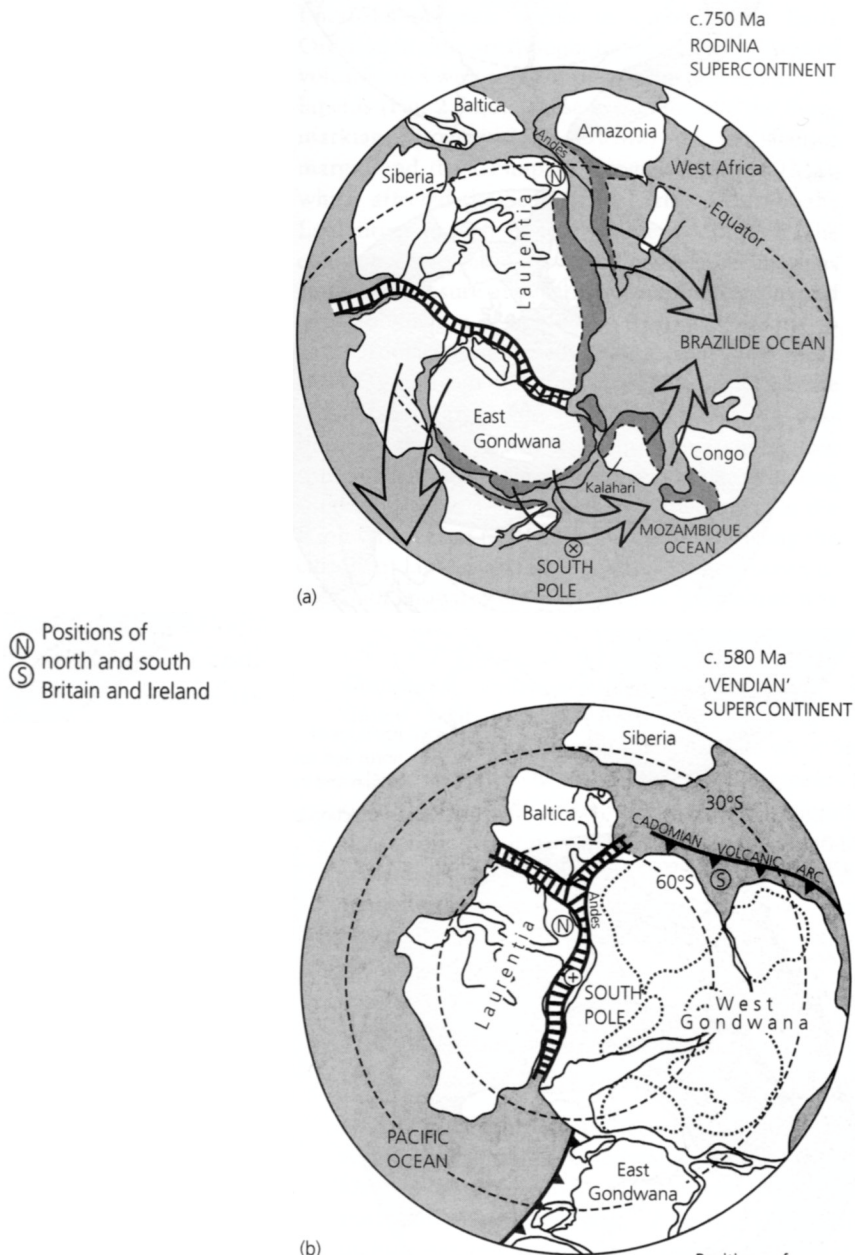 c.750 Ma
RODINIA
SUPERCONTINENT
Baltica
Andes
Amazonia
West Africa
Siberia
N
Laurentia
Equator
BRAZILIDE OCEAN
East
Gondwana
Kalahari
Congo
MOZAMBIQUE
OCEAN
SOUTH
POLE
(a)
N
S
Positions of
north and south
Britain and Ireland
c. 580 Ma
'VENDIAN'
SUPERCONTINENT
Siberia
30°S
Baltica
CADOMIAN VOLCANIC ARC
60°S
S
Andes
N
Laurentia
SOUTH
POLE
West
Gondwana
PACIFIC
OCEAN
East
Gondwana
(b)